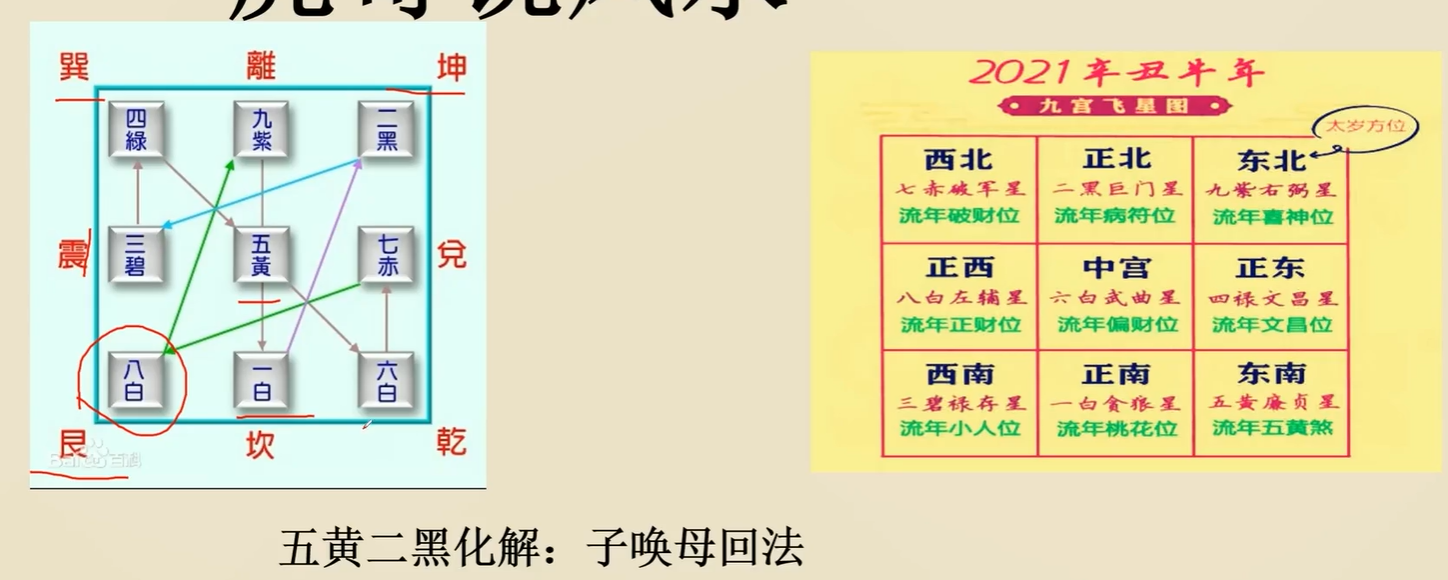 巽 離 坤
四綠 九紫 二黑
震 三碧 五黃 七赤 兌
八白 一白 六白
艮 坎 乾
Baidu百科
2021辛丑牛年
九宫飞星图
太岁方位
西北 正北 东北
七赤破军星 二黑巨门星 九紫右弼星
流年破财位 流年病符位 流年喜神位
正西 中宫 正东
八白左辅星 六白武曲星 四禄文昌星
流年正财位 流年偏财位 流年文昌位
西南 正南 东南
三碧禄存星 一白贪狼星 五黄廉贞星
流年小人位 流年桃花位 流年五黄煞
五黄二黑化解：子唤母回法